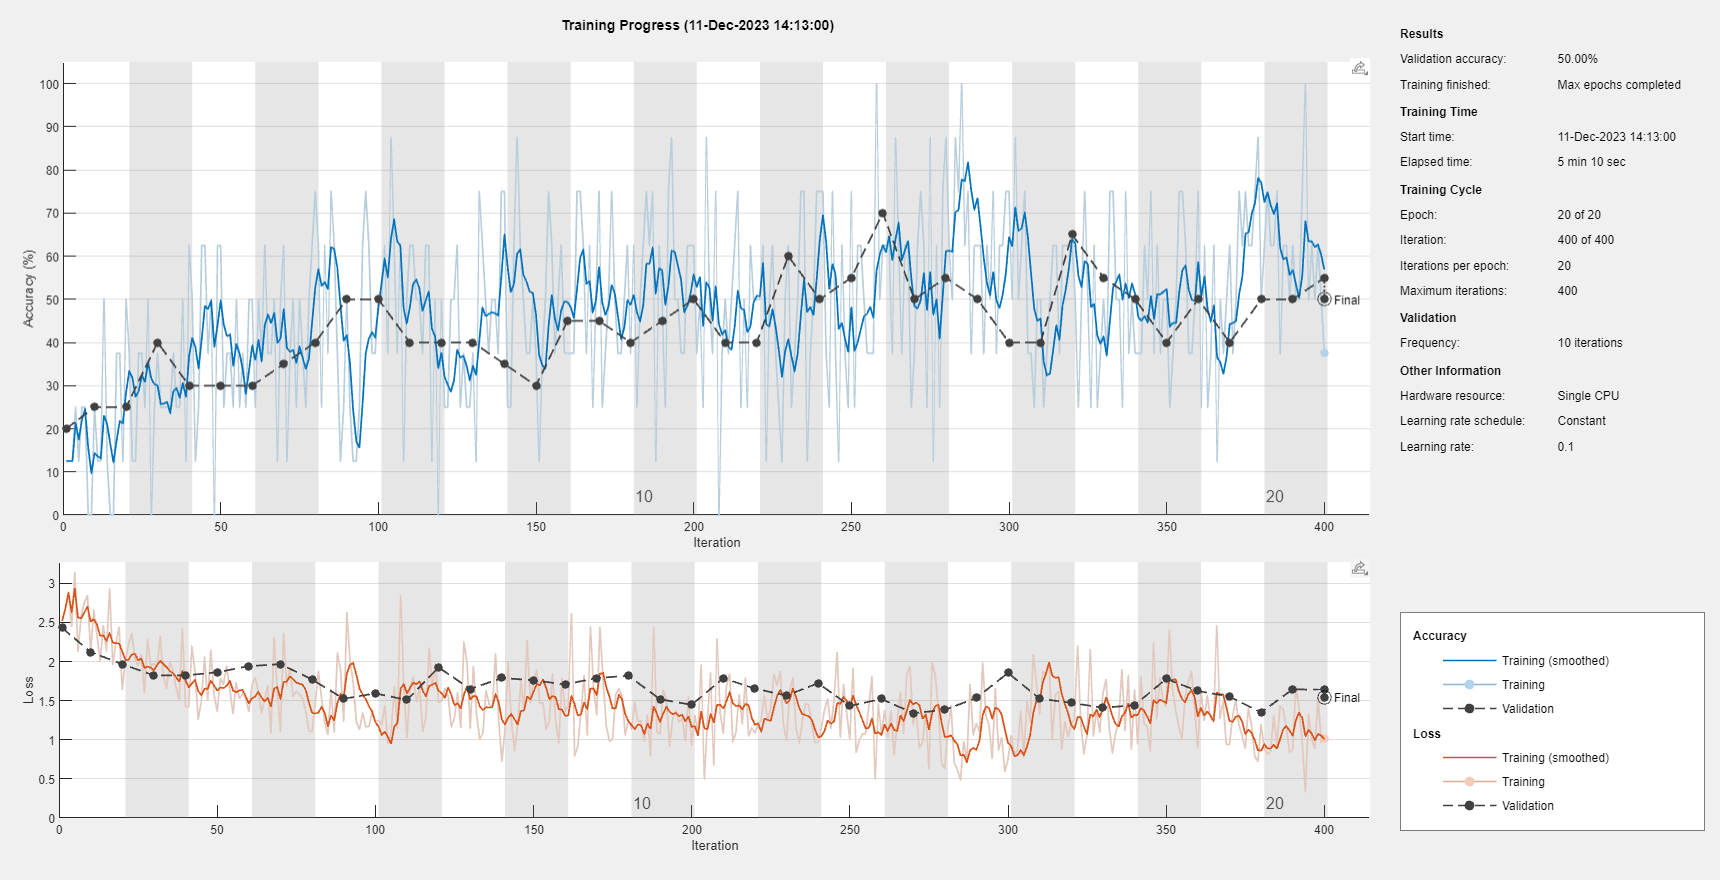 Training Progress (11-Dec-2023 14:13:00)
Accuracy (%)
100
90
80
70
60
50
40
30
20
10
0
10
20
Final
0 50 100 150 200 250 300 350 400
Iteration
Loss
3
2.5
2
1.5
1
0.5
0
10
20
Final
0 50 100 150 200 250 300 350 400
Iteration
Results
Validation accuracy: 50.00%
Training finished: Max epochs completed
Training Time
Start time: 11-Dec-2023 14:13:00
Elapsed time: 5 min 10 sec
Training Cycle
Epoch: 20 of 20
Iteration: 400 of 400
Iterations per epoch: 20
Maximum iterations: 400
Validation
Frequency: 10 iterations
Other Information
Hardware resource: Single CPU
Learning rate schedule: Constant
Learning rate: 0.1
Accuracy
Training (smoothed)
Training
Validation
Loss
Training (smoothed)
Training
Validation